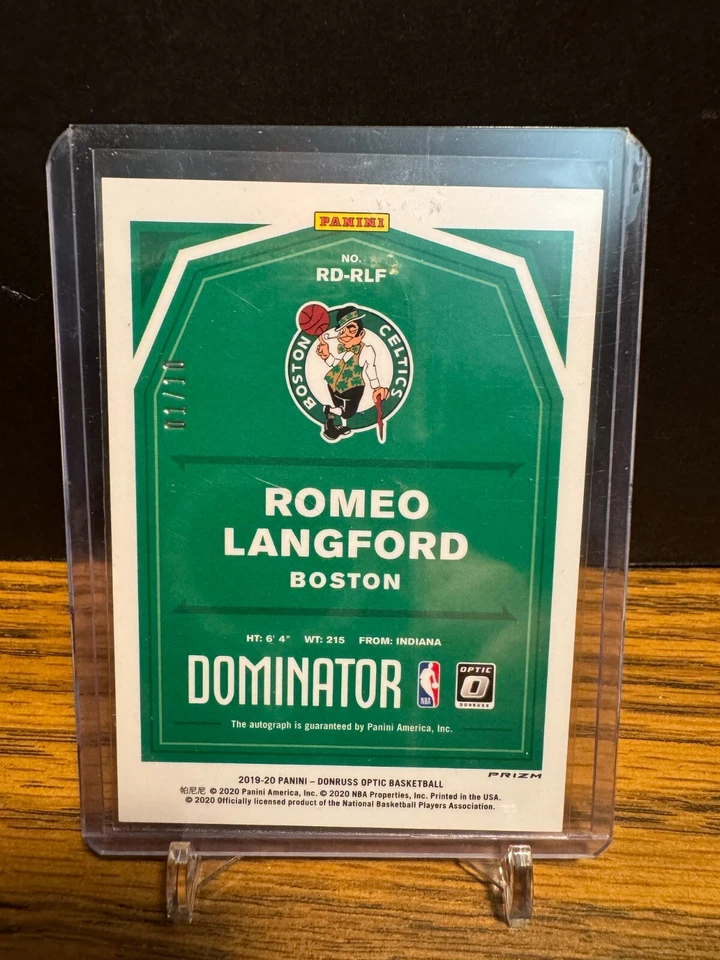 PANINI
NO.
RD-RLF
BOSTON CELTICS
01/10
ROMEO
LANGFORD
BOSTON
HT: 6' 4" WT: 215 FROM: INDIANA
DOMINATOR
NBA
OPTIC
DONRUSS
The autograph is guaranteed by Panini America, Inc.
PRIZM
2019-20 PANINI – DONRUSS OPTIC BASKETBALL
帕尼尼 © 2020 Panini America, Inc. © 2020 NBA Properties, Inc. Printed in the USA.
© 2020 Officially licensed product of the National Basketball Players Association.